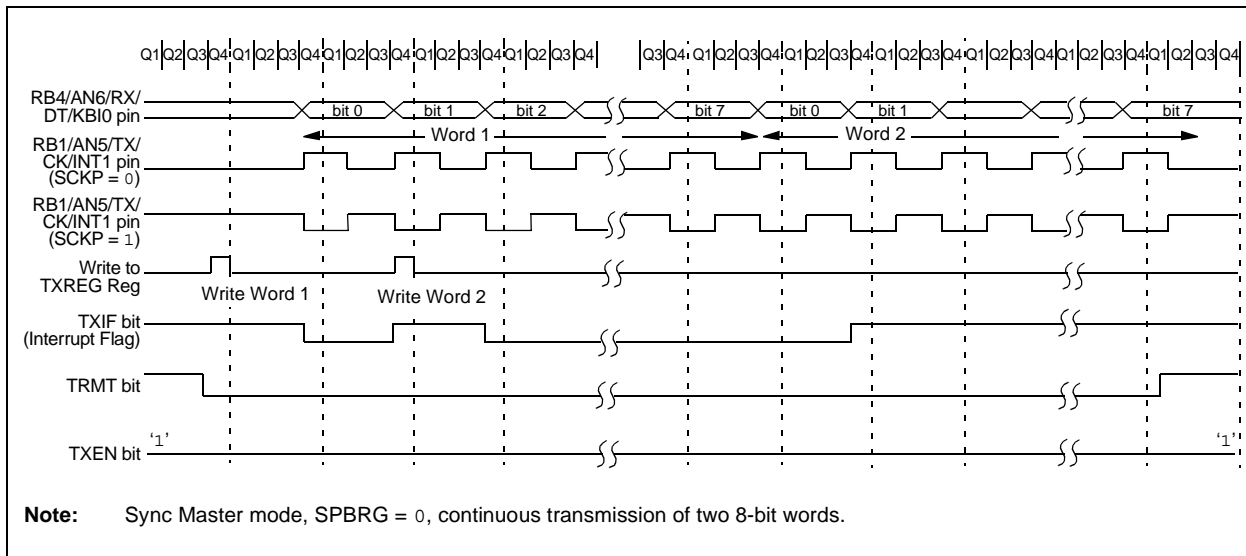 Q1 Q2 Q3 Q4 Q1 Q2 Q3 Q4 Q1 Q2 Q3 Q4 Q1 Q2 Q3 Q4 Q1 Q2 Q3 Q4 Q3 Q4 Q1 Q2 Q3 Q4 Q1 Q2 Q3 Q4 Q1 Q2 Q3 Q4 Q1 Q2 Q3 Q4 Q1 Q2 Q3 Q4 Q1 Q2 Q3 Q4
RB4/AN6/RX/
DT/KBI0 pin
bit 0 bit 1 bit 2 bit 7 bit 0 bit 1 bit 7
Word 1 Word 2
RB1/AN5/TX/
CK/INT1 pin
(SCKP = 0)
RB1/AN5/TX/
CK/INT1 pin
(SCKP = 1)
Write to
TXREG Reg
Write Word 1 Write Word 2
TXIF bit
(Interrupt Flag)
TRMT bit
TXEN bit
‘1’ ‘1’
Note: Sync Master mode, SPBRG = 0, continuous transmission of two 8-bit words.